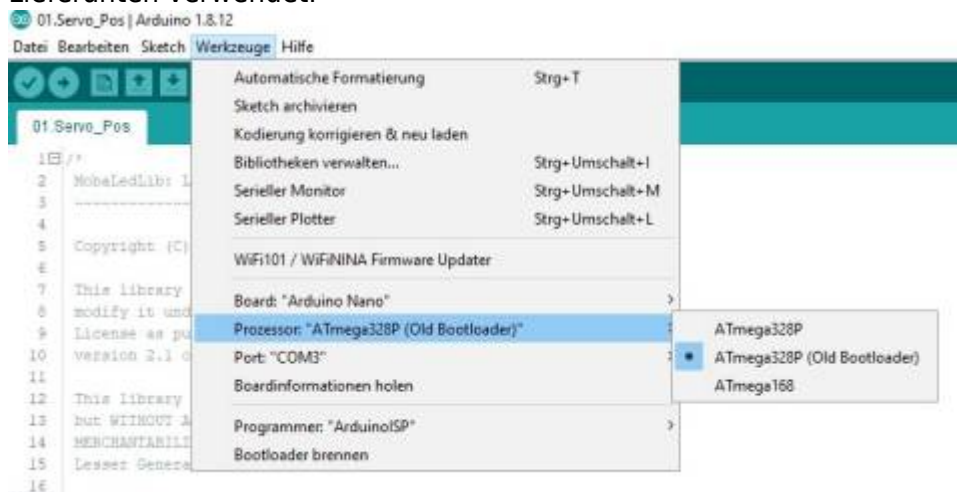 Lieferanten verwendet.
01.Servo_Pos | Arduino 1.8.12
Datei Bearbeiten Sketch Werkzeuge Hilfe
Automatische Formatierung Strg+T
Sketch archivieren
01.Servo_Pos
Kodierung korrigieren & neu laden
1 /*
Bibliotheken verwalten... Strg+Umschalt+I
2 MobaLedLib: L
Serieller Monitor Strg+Umschalt+M
3 --------------
Serieller Plotter Strg+Umschalt+L
4
5 Copyright (C)
WiFi101 / WiFiNINA Firmware Updater
6
7 This library
Board: "Arduino Nano"
8 modify it und
Prozessor: "ATmega328P (Old Bootloader)" ATmega328P
9 License as pu
10 version 2.1 o
Port: "COM3" ATmega328P (Old Bootloader)
11
Boardinformationen holen ATmega168
12 This library
13 but WITHOUT A
Programmer: "ArduinoISP"
14 MERCHANTABILI
Bootloader brennen
15 Lesser Genera
16